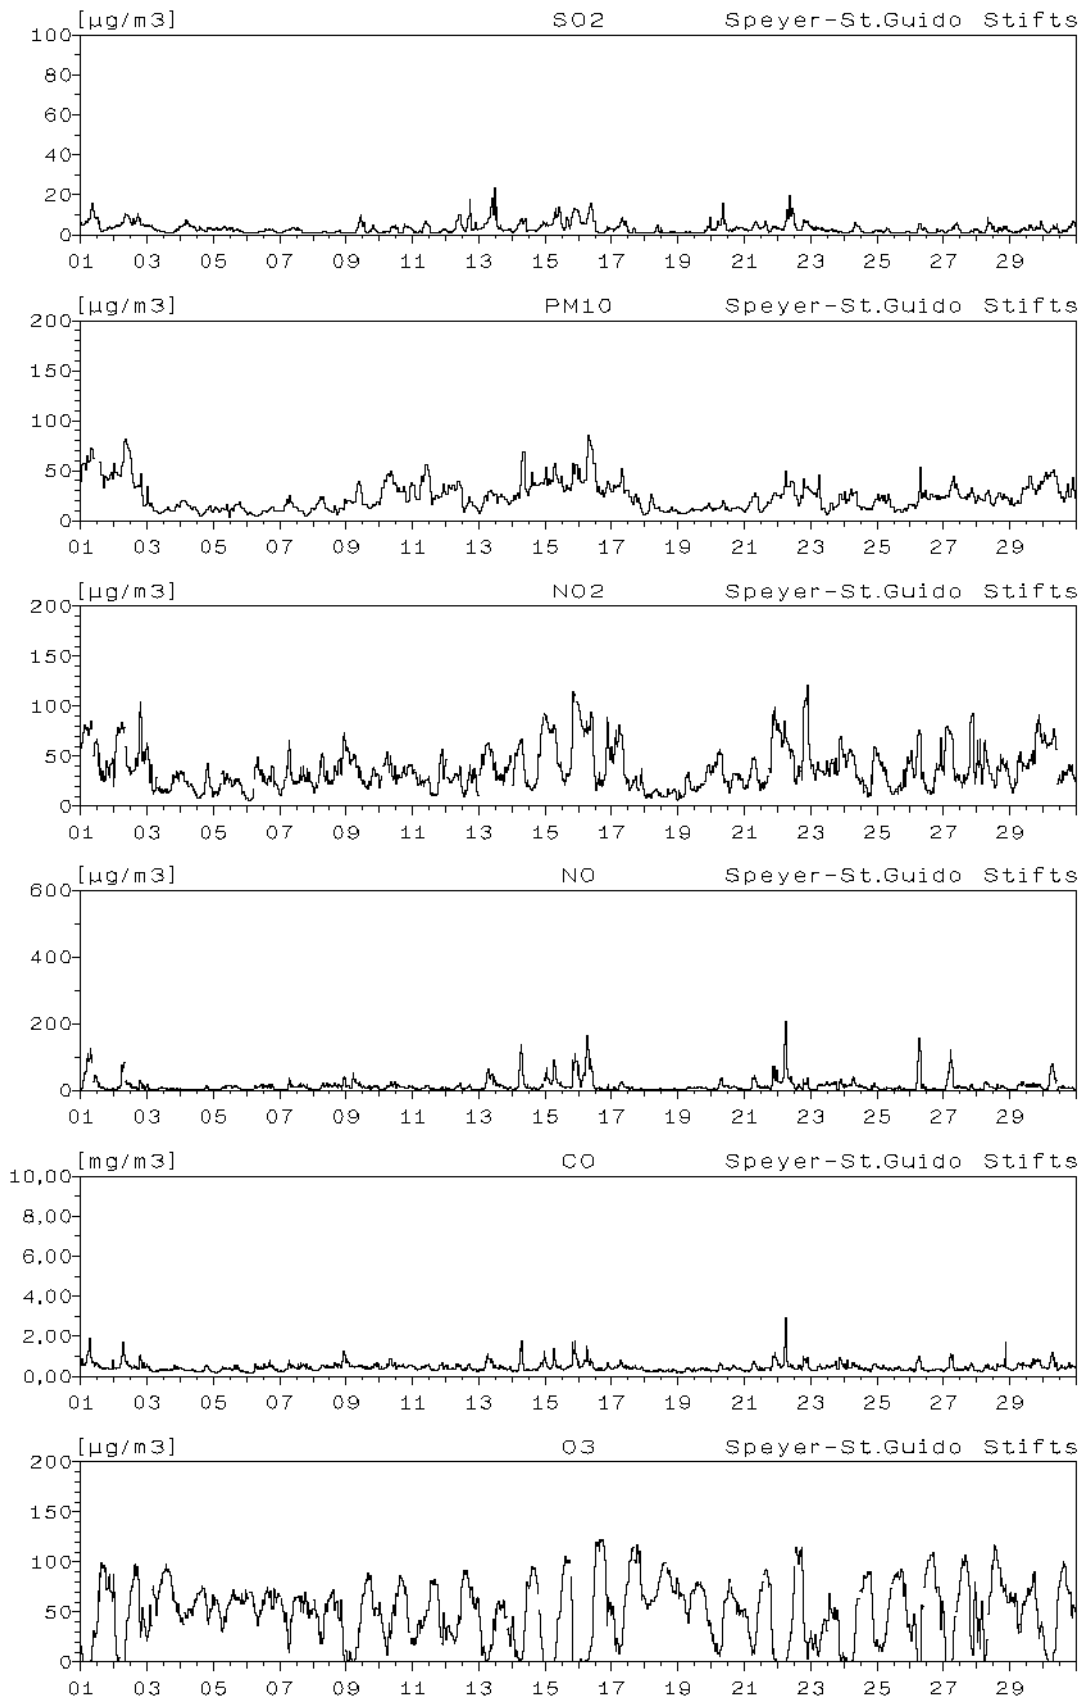 [µg/m3] SO2 Speyer-St.Guido Stifts
100
80
60
40
20
0
01 03 05 07 09 11 13 15 17 19 21 23 25 27 29
[µg/m3] PM10 Speyer-St.Guido Stifts
200
150
100
50
0
01 03 05 07 09 11 13 15 17 19 21 23 25 27 29
[µg/m3] NO2 Speyer-St.Guido Stifts
200
150
100
50
0
01 03 05 07 09 11 13 15 17 19 21 23 25 27 29
[µg/m3] NO Speyer-St.Guido Stifts
600
400
200
0
01 03 05 07 09 11 13 15 17 19 21 23 25 27 29
[mg/m3] CO Speyer-St.Guido Stifts
10,00
8,00
6,00
4,00
2,00
0,00
01 03 05 07 09 11 13 15 17 19 21 23 25 27 29
[µg/m3] O3 Speyer-St.Guido Stifts
200
150
100
50
0
01 03 05 07 09 11 13 15 17 19 21 23 25 27 29